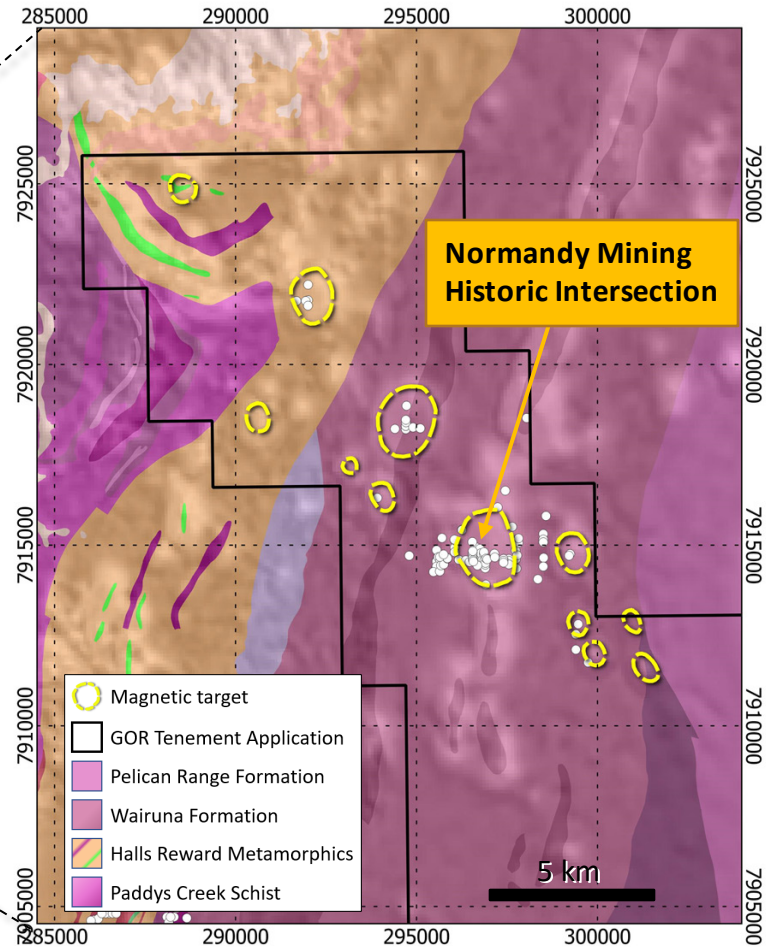 285000 290000 295000 300000
7925000 7925000
Normandy Mining
Historic Intersection
7920000 7920000
7915000 7915000
Magnetic target
GOR Tenement Application
Pelican Range Formation
Wairuna Formation
Halls Reward Metamorphics
Paddys Creek Schist
7910000 7910000
5 km
7905000 7905000
285000 290000 295000 300000